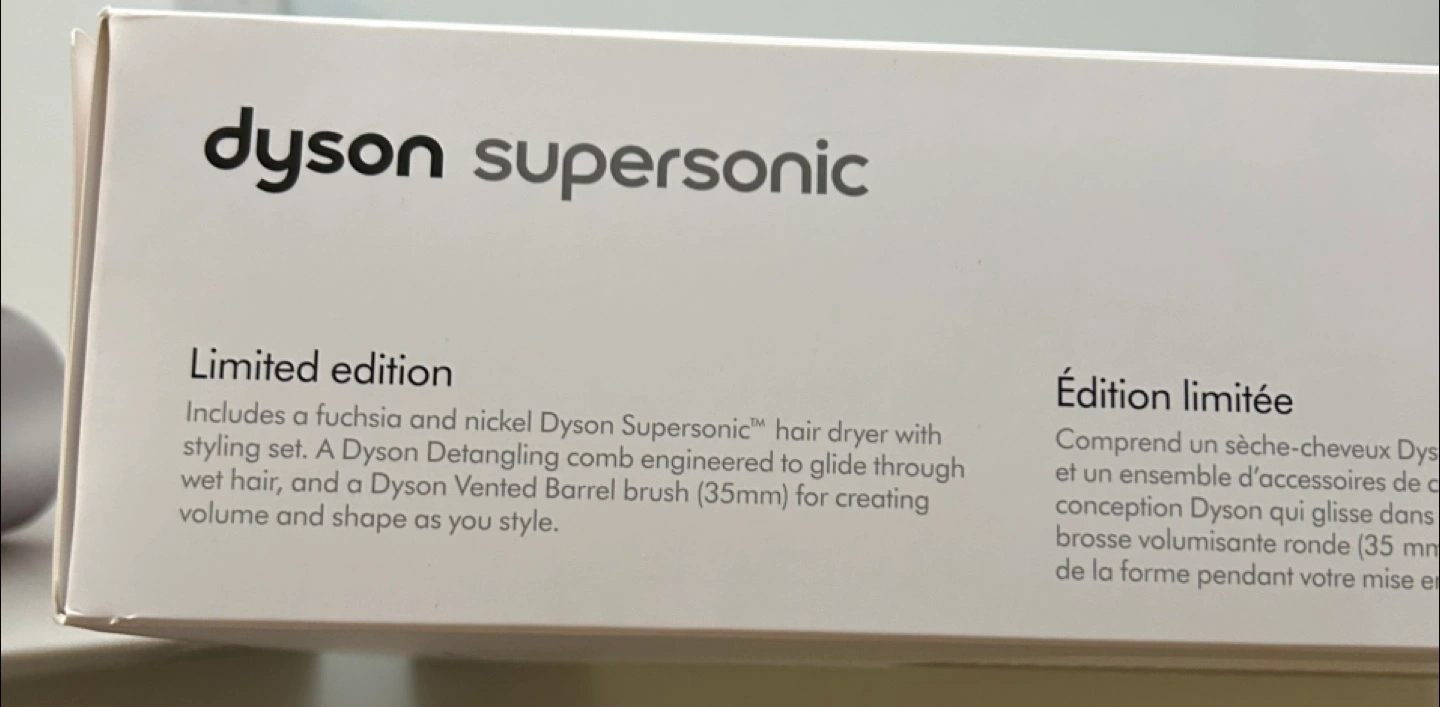 dyson supersonic
Limited edition
Includes a fuchsia and nickel Dyson Supersonic™ hair dryer with
styling set. A Dyson Detangling comb engineered to glide through
wet hair, and a Dyson Vented Barrel brush (35mm) for creating
volume and shape as you style.
Édition limitée
Comprend un sèche-cheveux Dys
et un ensemble d'accessoires de c
conception Dyson qui glisse dans
brosse volumisante ronde (35 mm
de la forme pendant votre mise en